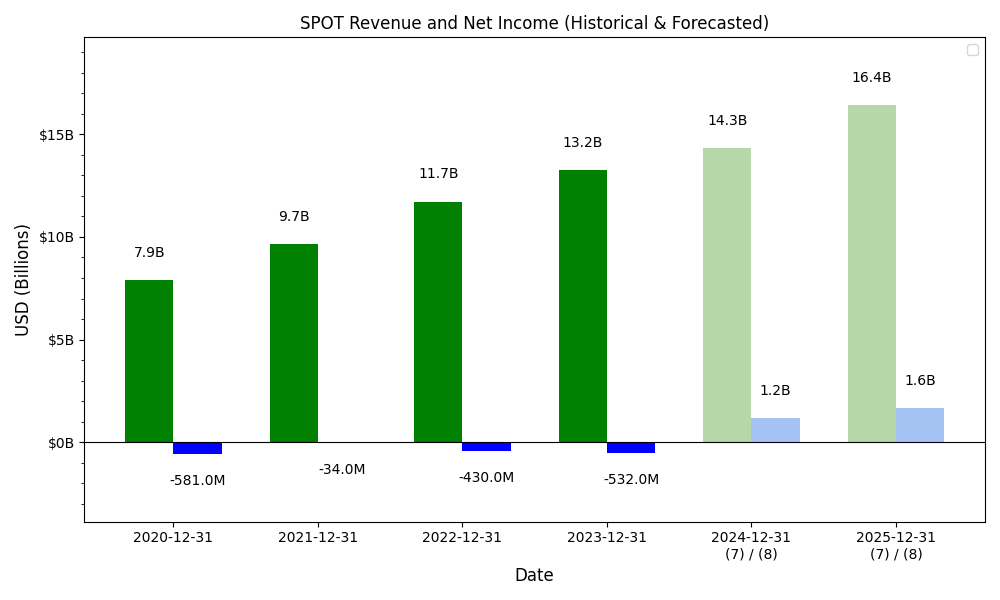 SPOT Revenue and Net Income (Historical & Forecasted)
16.4B
14.3B
13.2B
11.7B
9.7B
7.9B
1.6B
1.2B
-34.0M
-430.0M
-532.0M
-581.0M
$15B
$10B
$5B
$0B
USD (Billions)
2020-12-31
2021-12-31
2022-12-31
2023-12-31
2024-12-31
(7) / (8)
2025-12-31
(7) / (8)
Date